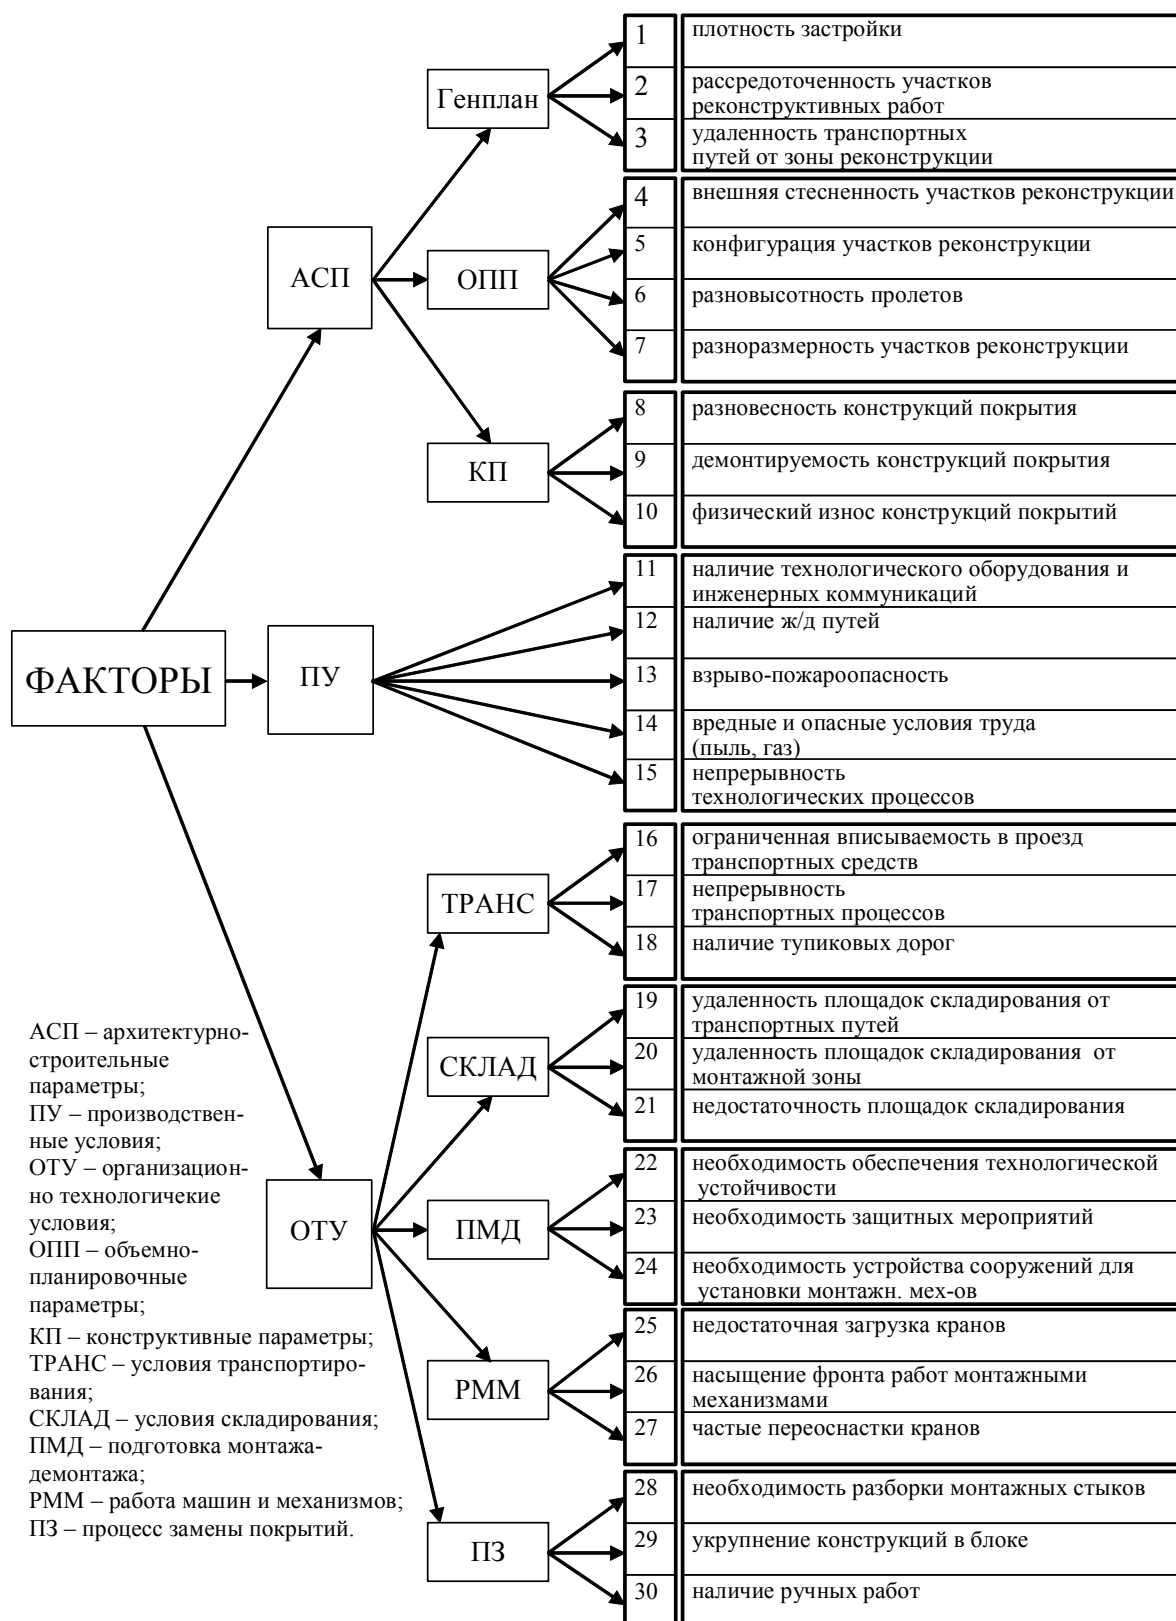 ФАКТОРЫ
АСП
ПУ
ОТУ
Генплан
ОПП
КП
ТРАНС
СКЛАД
ПМД
РММ
ПЗ
1 плотность застройки
2 рассредоточенность участков
реконструктивных работ
3 удаленность транспортных
путей от зоны реконструкции
4 внешняя стесненность участков реконструкции
5 конфигурация участков реконструкции
6 разновысотность пролетов
7 разноразмерность участков реконструкции
8 разновесность конструкций покрытия
9 демонтируемость конструкций покрытия
10 физический износ конструкций покрытий
11 наличие технологического оборудования и
инженерных коммуникаций
12 наличие ж/д путей
13 взрыво-пожароопасность
14 вредные и опасные условия труда
(пыль, газ)
15 непрерывность
технологических процессов
16 ограниченная вписываемость в проезд
транспортных средств
17 непрерывность
транспортных процессов
18 наличие тупиковых дорог
19 удаленность площадок складирования от
транспортных путей
20 удаленность площадок складирования от
монтажной зоны
21 недостаточность площадок складирования
22 необходимость обеспечения технологической
устойчивости
23 необходимость защитных мероприятий
24 необходимость устройства сооружений для
установки монтажн. мех-ов
25 недостаточная загрузка кранов
26 насыщение фронта работ монтажными
механизмами
27 частые переоснастки кранов
28 необходимость разборки монтажных стыков
29 укрупнение конструкций в блоке
30 наличие ручных работ
АСП – архитектурно-
строительные
параметры;
ПУ – производствен-
ные условия;
ОТУ – организацион-
но технологичекие
условия;
ОПП – объемно-
планировочные
параметры;
КП – конструктивные параметры;
ТРАНС – условия транспортиро-
вания;
СКЛАД – условия складирования;
ПМД – подготовка монтажа-
демонтажа;
РММ – работа машин и механизмов;
ПЗ – процесс замены покрытий.